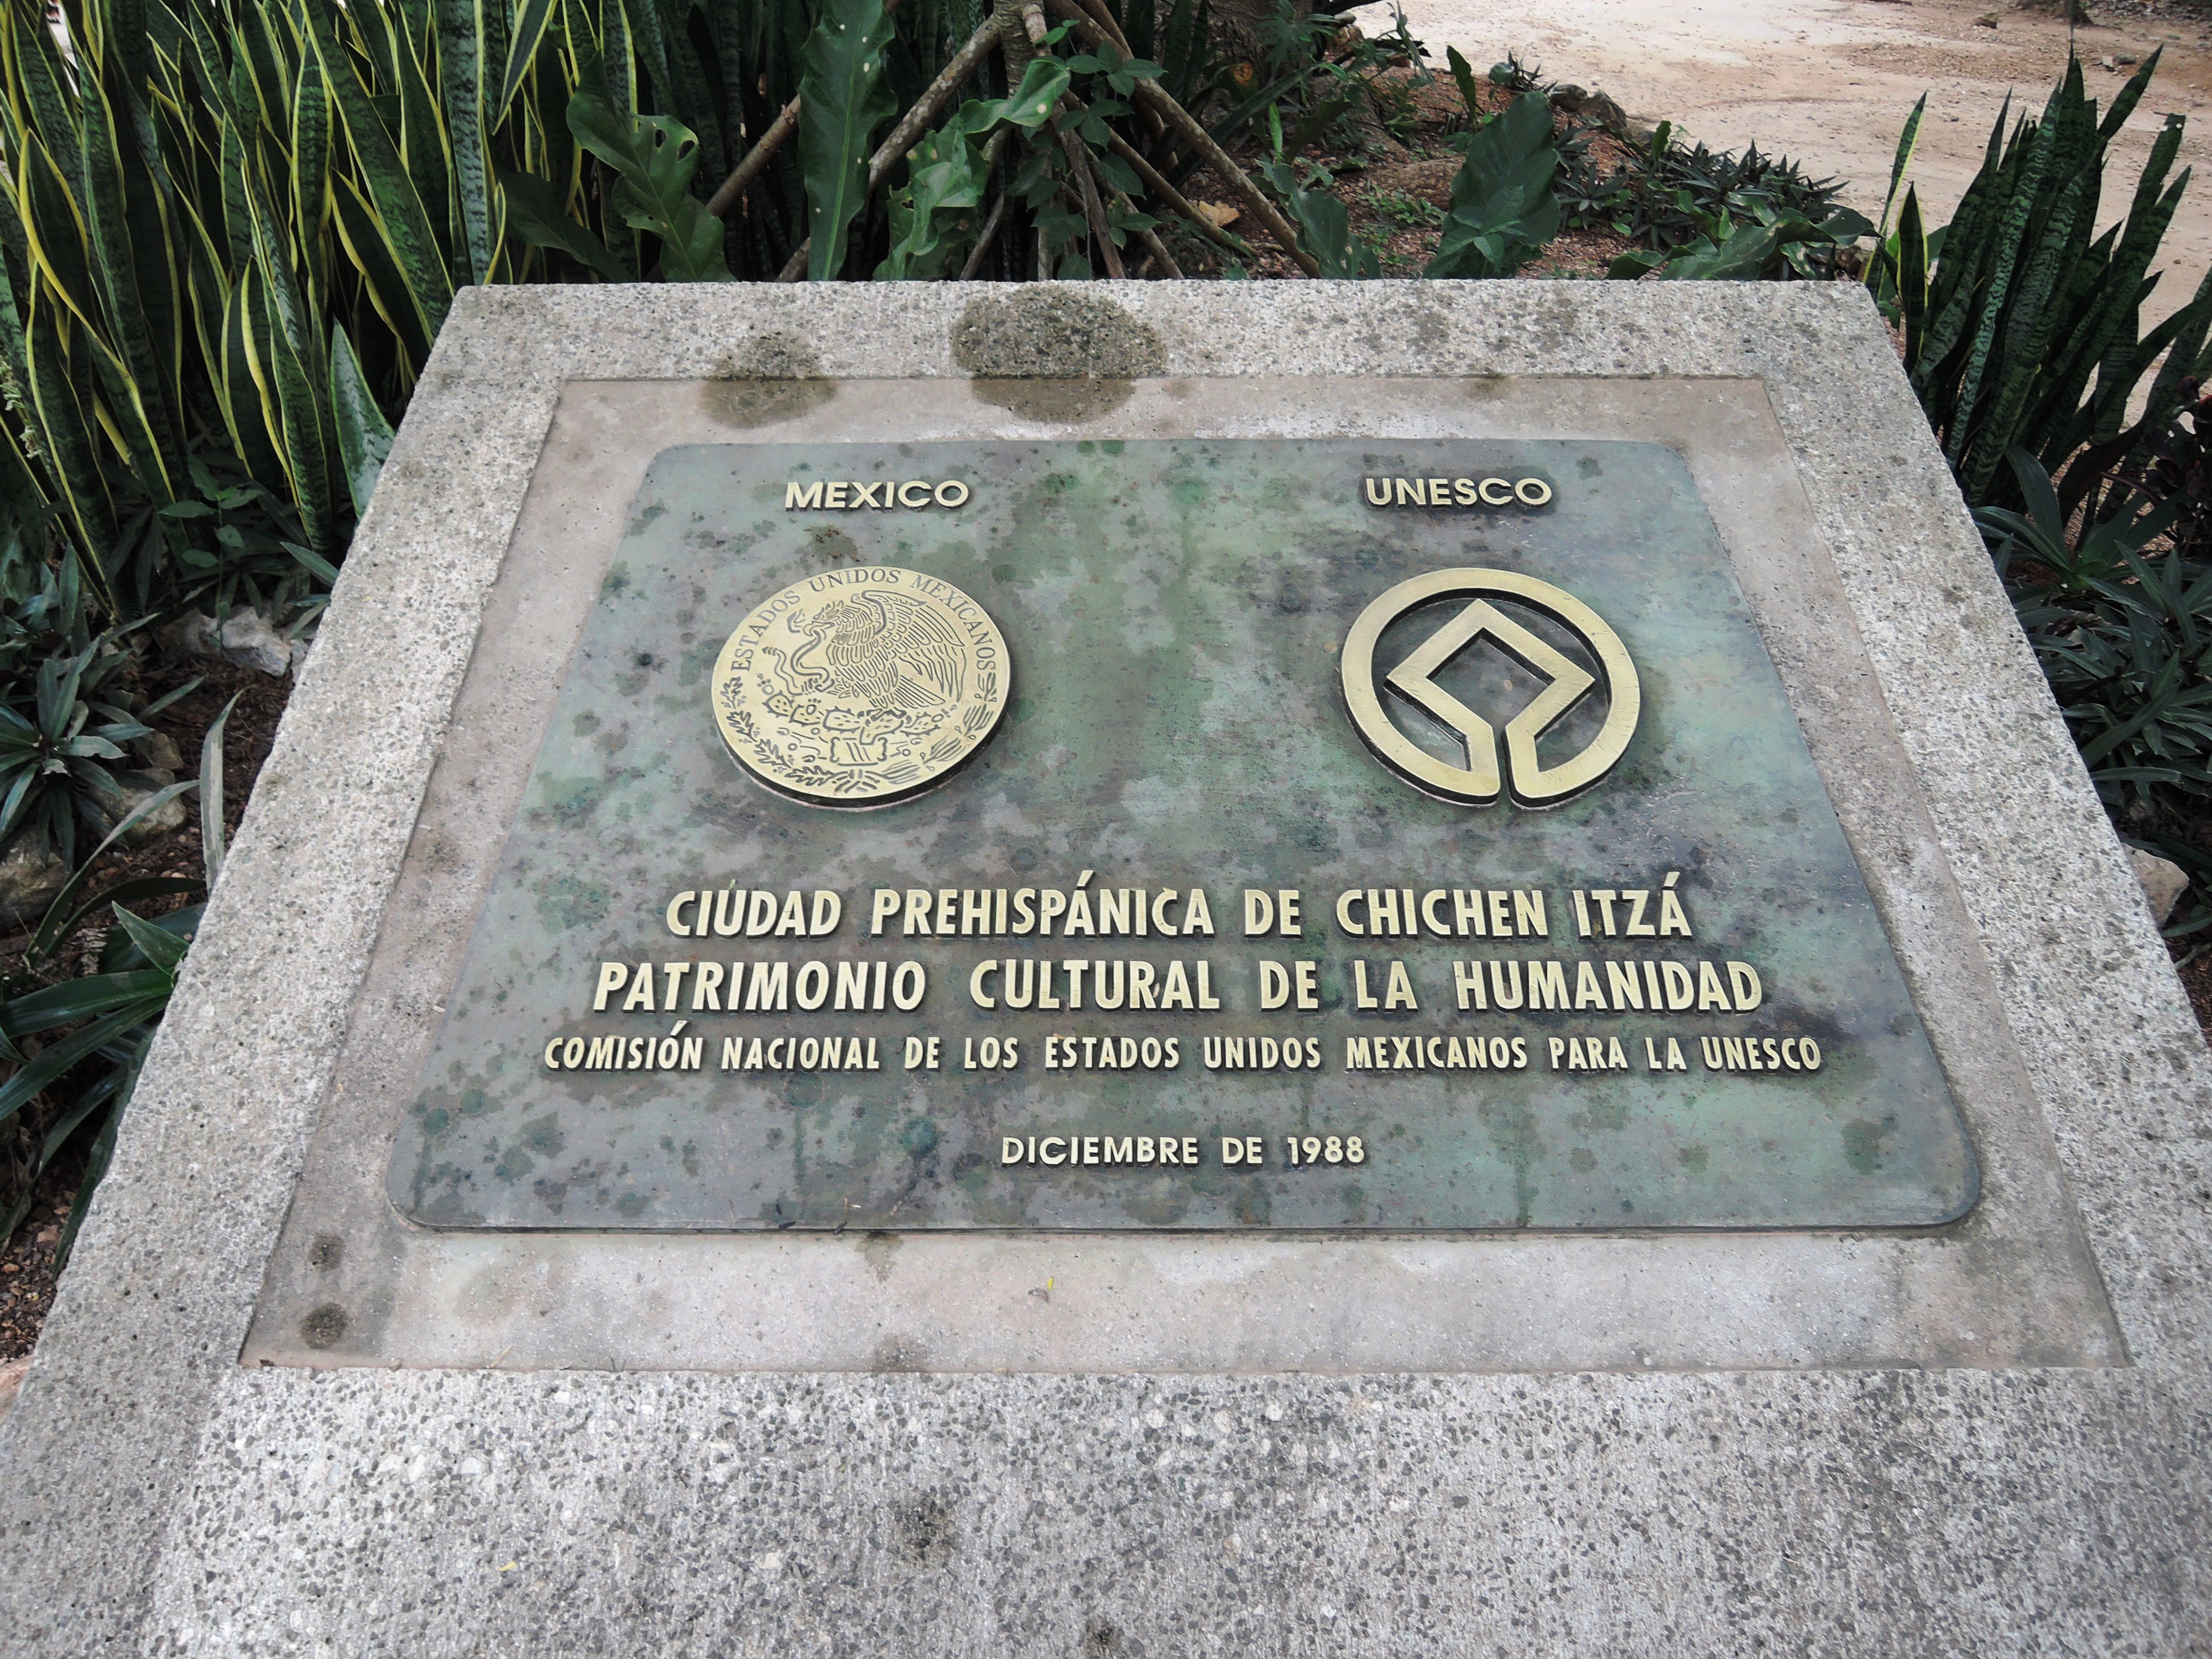 MEXICO
UNESCO
ESTADOS UNIDOS MEXICANOS
CIUDAD PREHISPÁNICA DE CHICHEN ITZÁ
PATRIMONIO CULTURAL DE LA HUMANIDAD
COMISIÓN NACIONAL DE LOS ESTADOS UNIDOS MEXICANOS PARA LA UNESCO
DICIEMBRE DE 1988